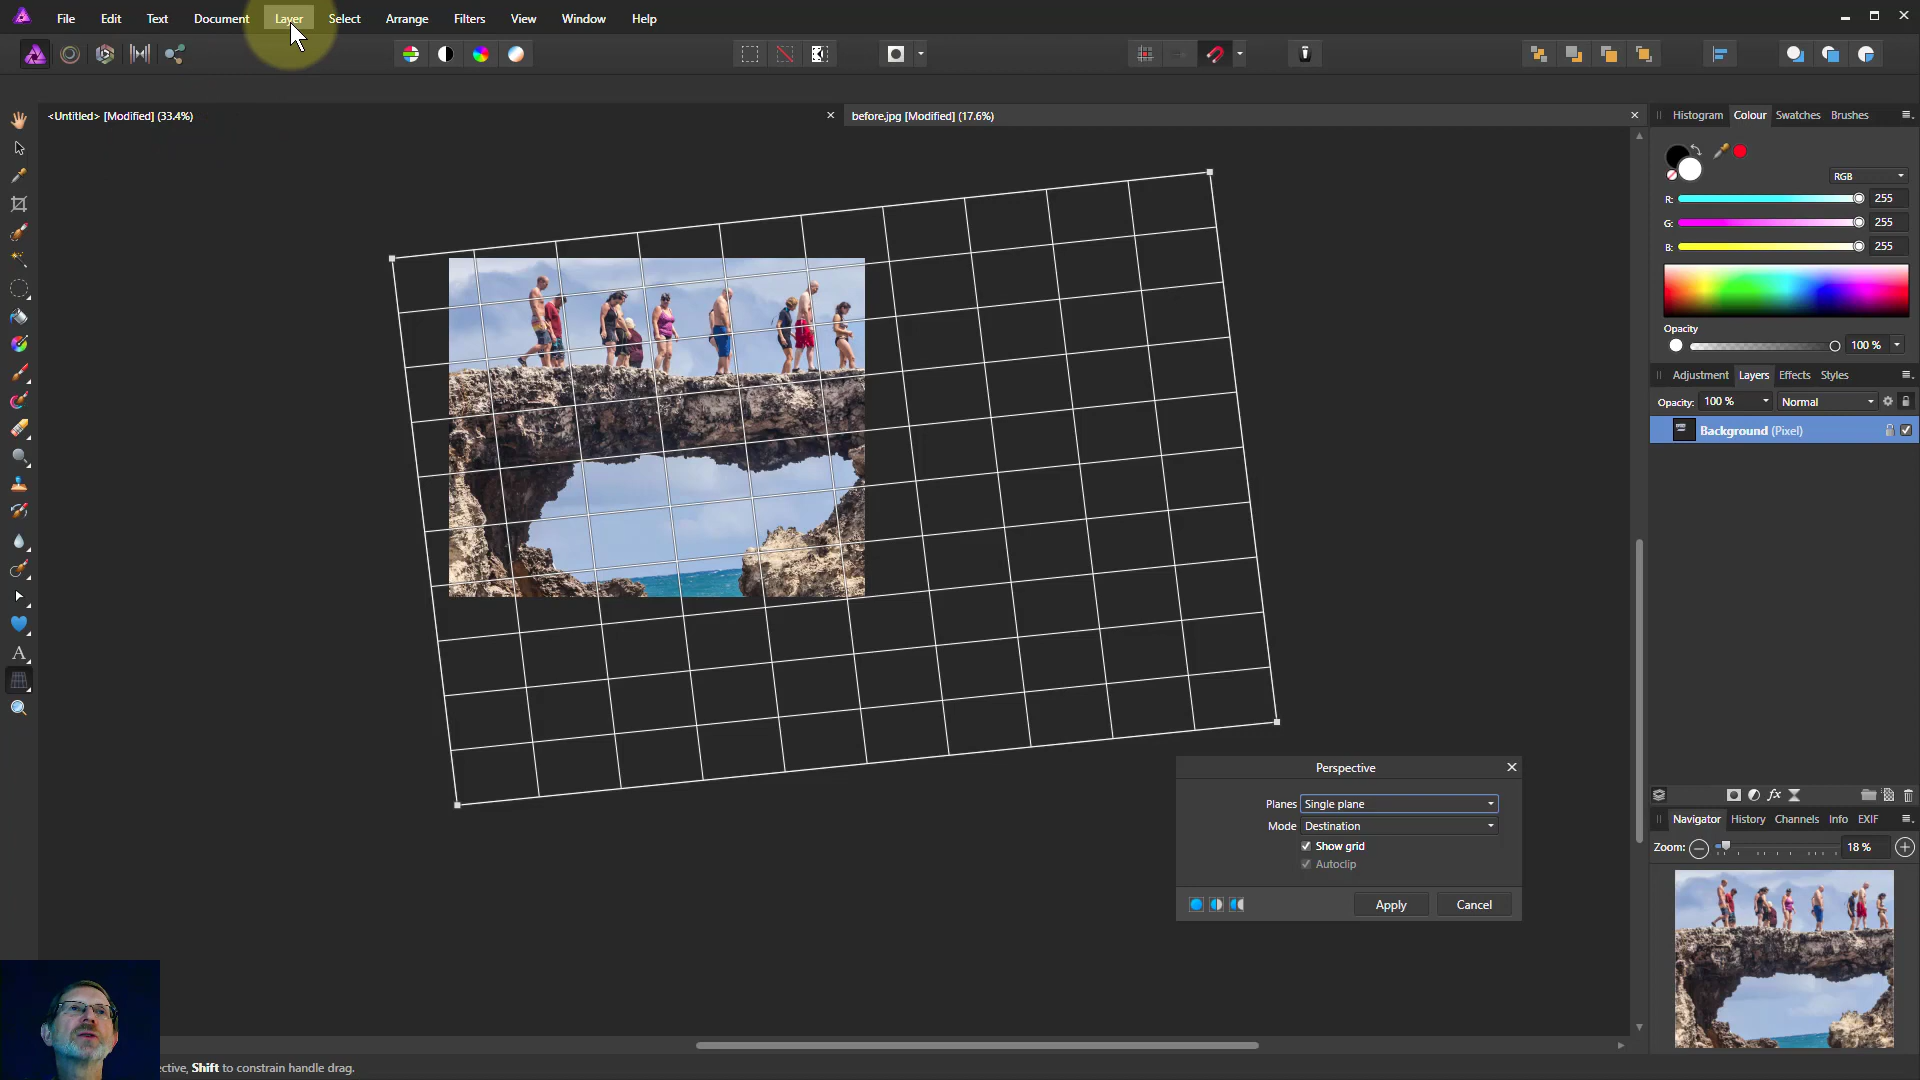 File Edit Text Document Layer Select Arrange Filters View Window Help
<Untitled> [Modified] (33.4%)
before.jpg [Modified] (17.6%)
Histogram Colour Swatches Brushes
RGB
R: 255
G: 255
B: 255
Opacity
100 %
Adjustment Layers Effects Styles
Opacity: 100 % Normal
Background (Pixel)
Perspective
Planes Single plane
Mode Destination
Show grid
Autoclip
Apply Cancel
Navigator History Channels Info EXIF
Zoom: 18 %
ective, Shift to constrain handle drag.